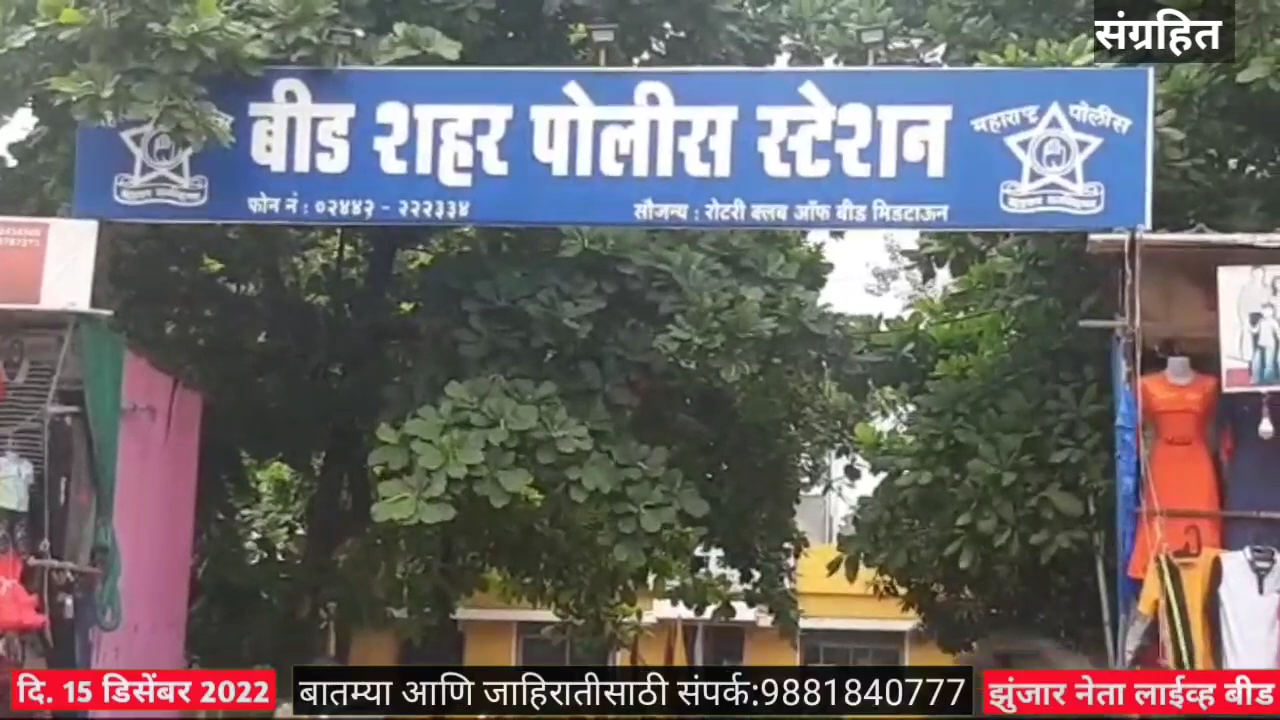 संग्रहित
बीड शहर पोलीस स्टेशन
महाराष्ट्र पोलीस
फोन नं : ०२४४२ - २२२३३४
सौजन्य : रोटरी क्लब ऑफ बीड मिडटाऊन
दि. 15 डिसेंबर 2022
बातम्या आणि जाहिरातीसाठी संपर्क:9881840777
झुंजार नेता लाईव्ह बीड